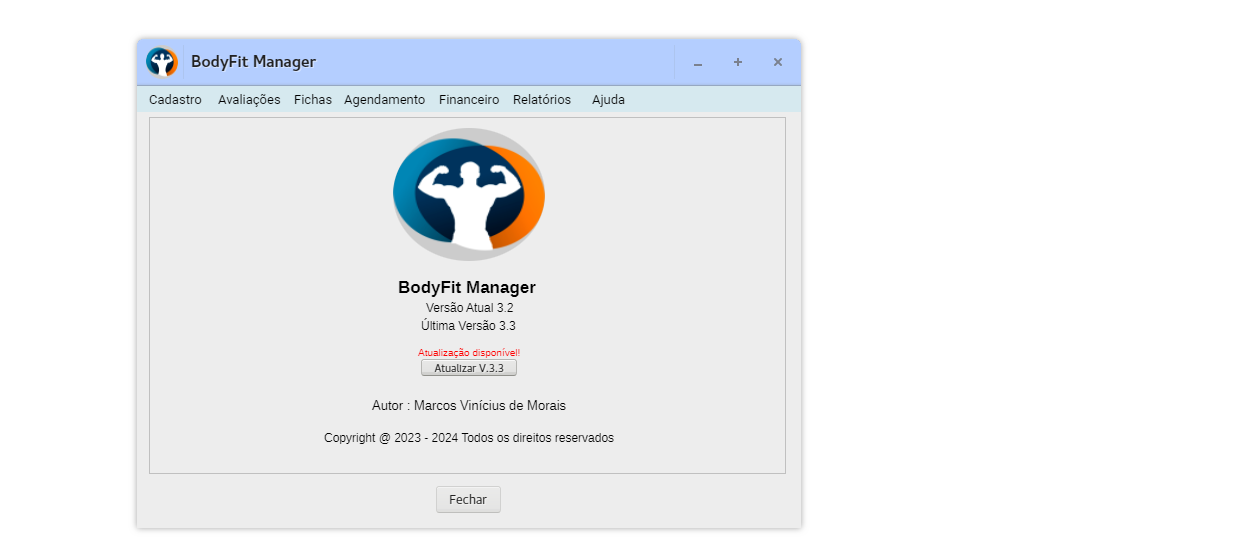 BodyFit Manager
Cadastro Avaliações Fichas Agendamento Financeiro Relatórios Ajuda
BodyFit Manager
Versão Atual 3.2
Última Versão 3.3
Atualização disponível!
Atualizar V.3.3
Autor : Marcos Vinícius de Morais
Copyright @ 2023 - 2024 Todos os direitos reservados
Fechar